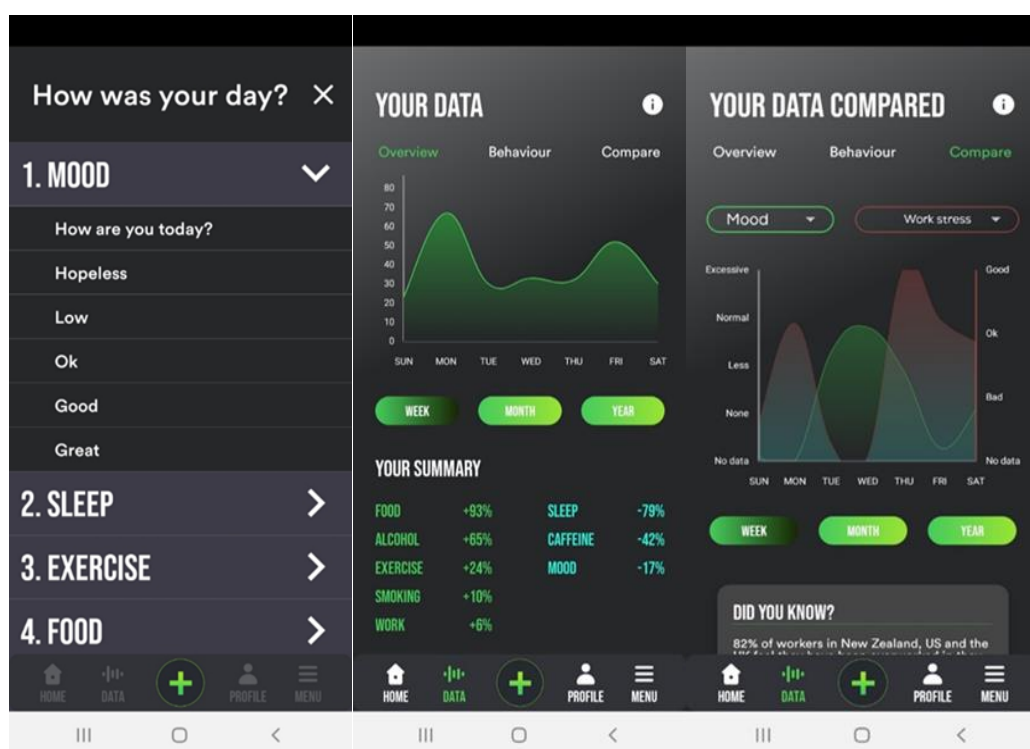 How was your day? ×
1. MOOD
How are you today?
Hopeless
Low
Ok
Good
Great
2. SLEEP
3. EXERCISE
4. FOOD
HOME DATA + PROFILE MENU
YOUR DATA
i
Overview Behaviour Compare
80
70
60
50
40
30
20
10
0
SUN MON TUE WED THU FRI SAT
WEEK MONTH YEAR
YOUR SUMMARY
FOOD +93% SLEEP -79%
ALCOHOL +65% CAFFEINE -42%
EXERCISE +24% MOOD -17%
SMOKING +10%
WORK +6%
HOME DATA + PROFILE MENU
YOUR DATA COMPARED
i
Overview Behaviour Compare
Mood Work stress
Excessive Good
Normal Ok
Less
None Bad
No data No data
SUN MON TUE WED THU FRI SAT
WEEK MONTH YEAR
DID YOU KNOW?
82% of workers in New Zealand, US and the
HOME DATA + PROFILE MENU